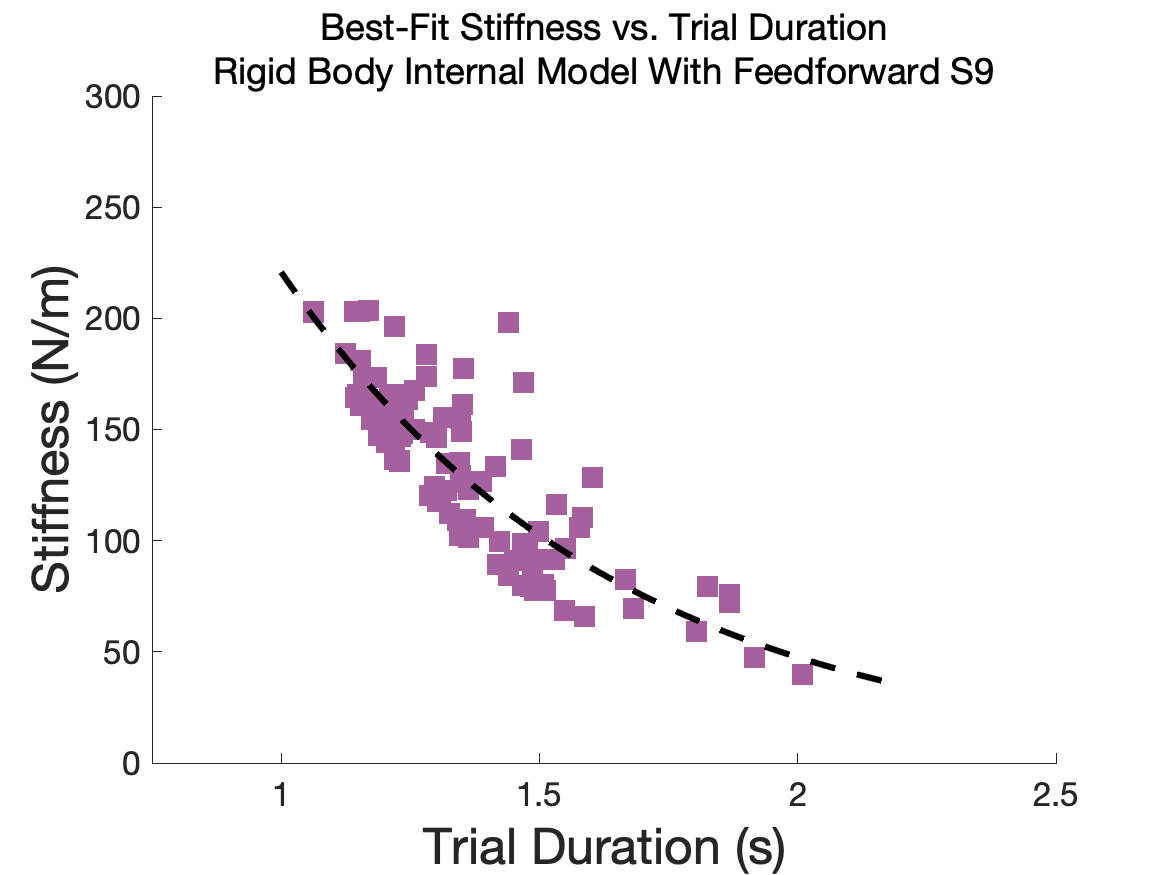 Best-Fit Stiffness vs. Trial Duration
Rigid Body Internal Model With Feedforward S9
300
250
200
150
100
50
0
Stiffness (N/m)
1
1.5
2
2.5
Trial Duration (s)